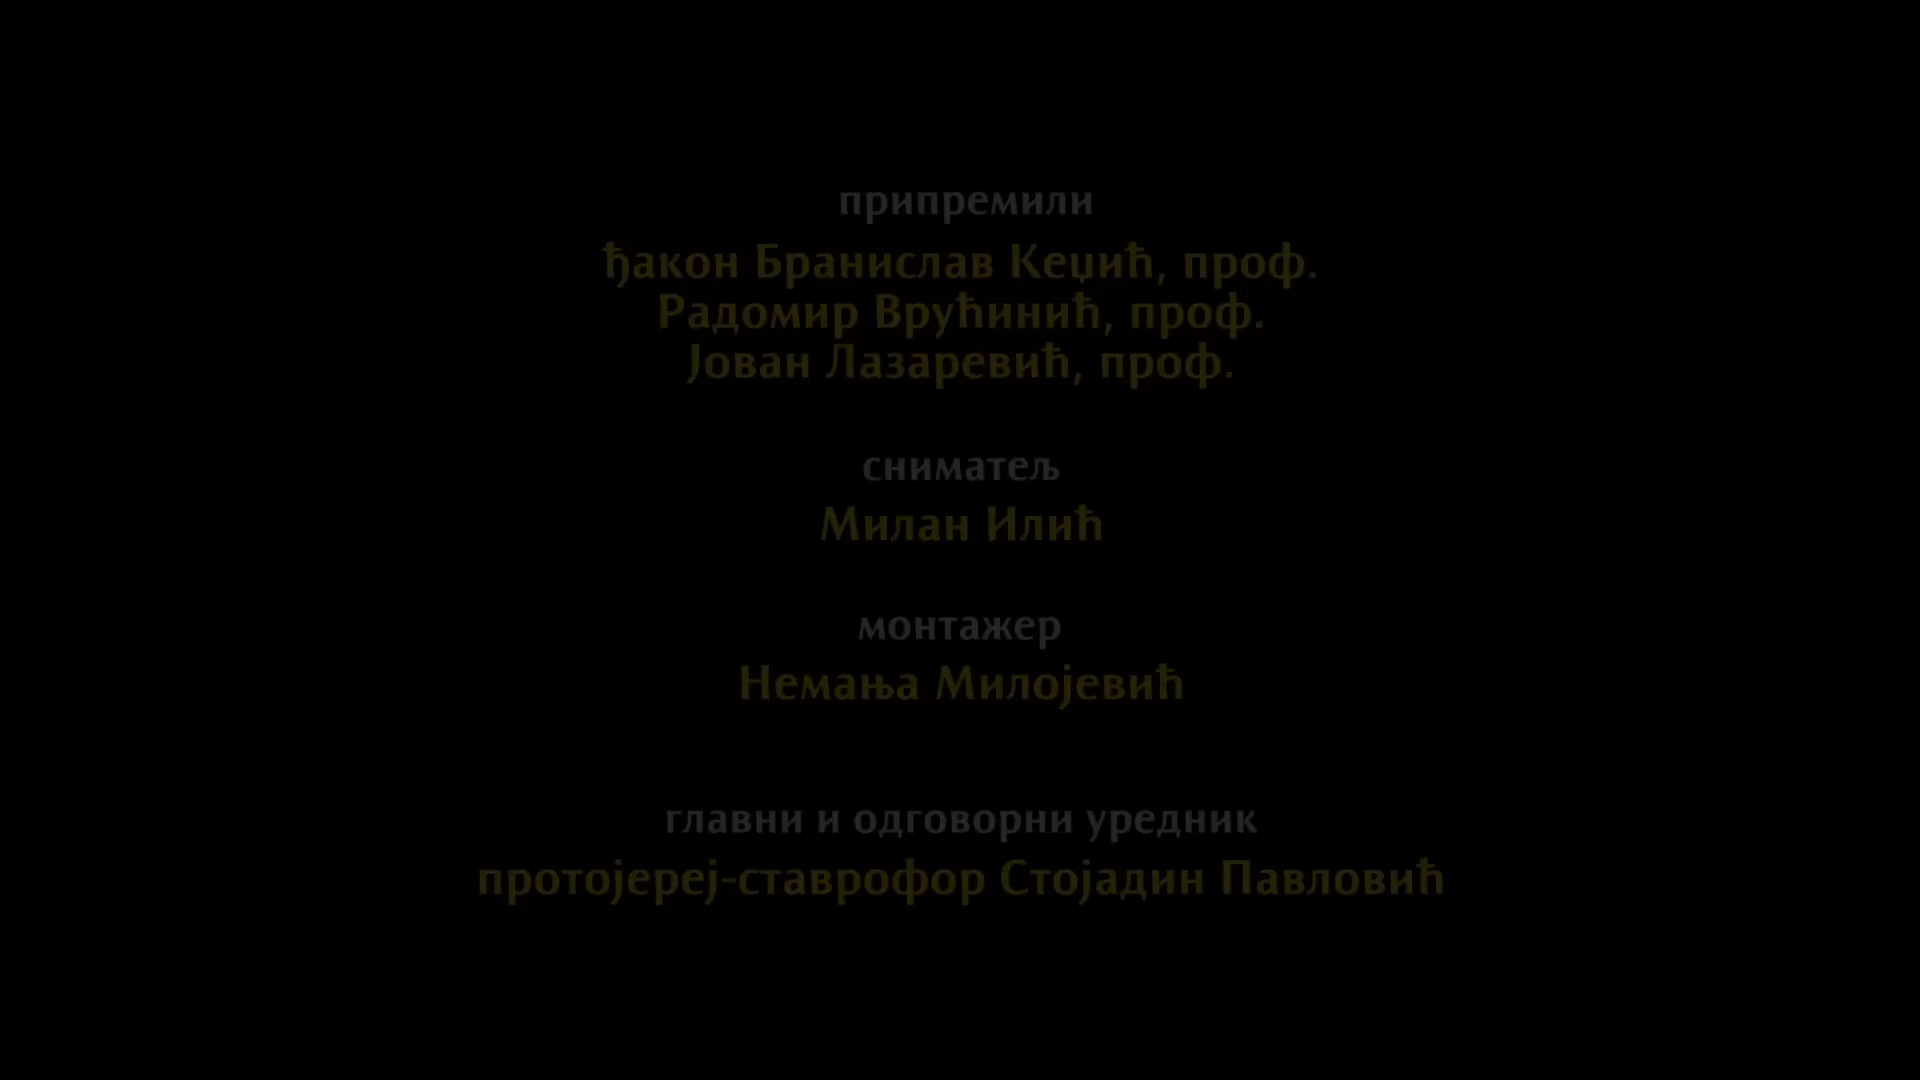 припремили
ђакон Бранислав Кеџић, проф.
Радомир Врућинић, проф.
Јован Лазаревић, проф.
сниматељ
Милан Илић
монтажер
Немања Милојевић
главни и одговорни уредник
протојереј-ставрофор Стојадин Павловић